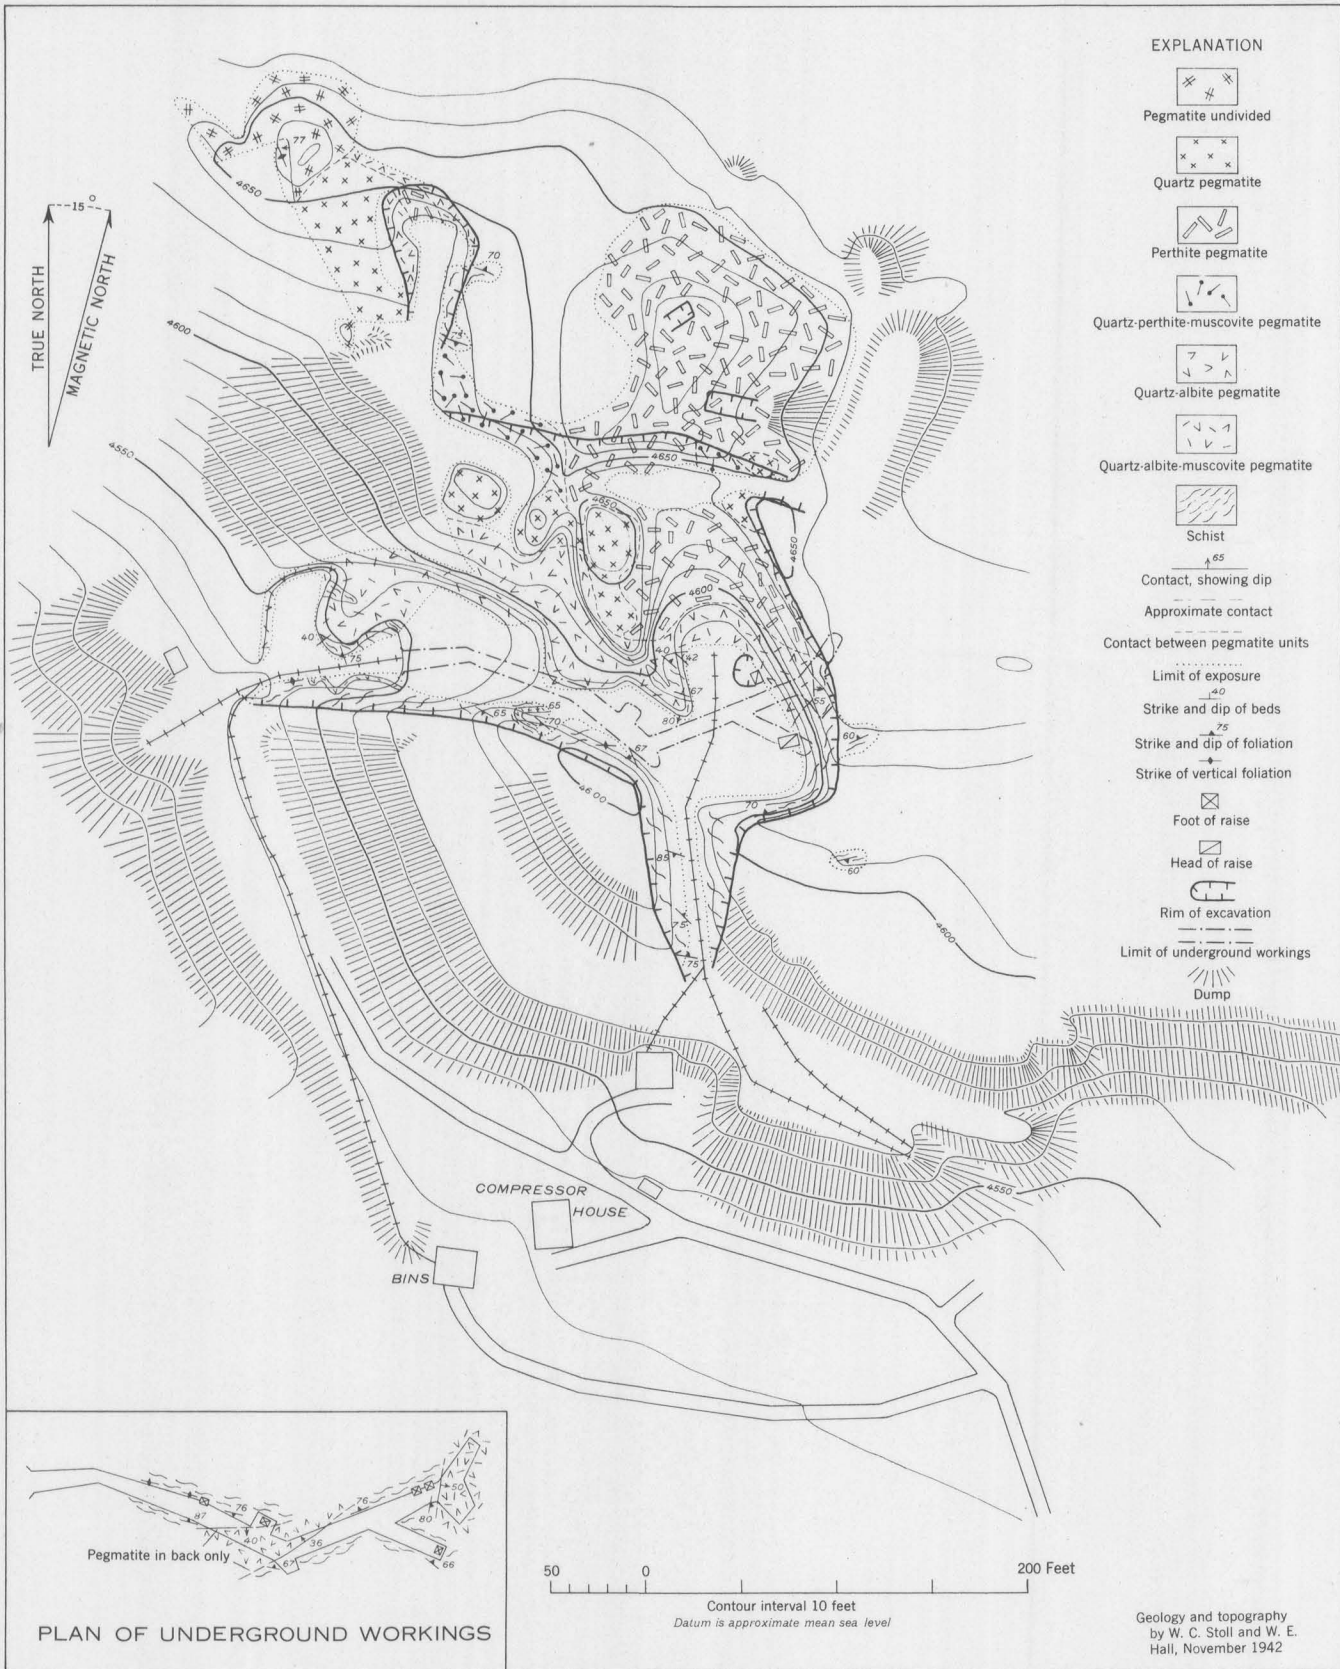 EXPLANATION
Pegmatite undivided
Quartz pegmatite
Perthite pegmatite
Quartz-perthite-muscovite pegmatite
Quartz-albite pegmatite
Quartz-albite-muscovite pegmatite
Schist
65
Contact, showing dip
Approximate contact
Contact between pegmatite units
Limit of exposure
40
Strike and dip of beds
75
Strike and dip of foliation
Strike of vertical foliation
Foot of raise
Head of raise
Rim of excavation
Limit of underground workings
Dump
15°
TRUE NORTH
MAGNETIC NORTH
77
4650
70
4600
4550
4650
4650
4650
4600
40
75
40
42
67
80
55
65
65
70
67
60
4600
70
85
60
75
75
4600
4550
COMPRESSOR
HOUSE
BINS
76
76
50
87
80
40
36
67
66
Pegmatite in back only
PLAN OF UNDERGROUND WORKINGS
50 0 200 Feet
Contour interval 10 feet
Datum is approximate mean sea level
Geology and topography
by W. C. Stoll and W. E.
Hall, November 1942